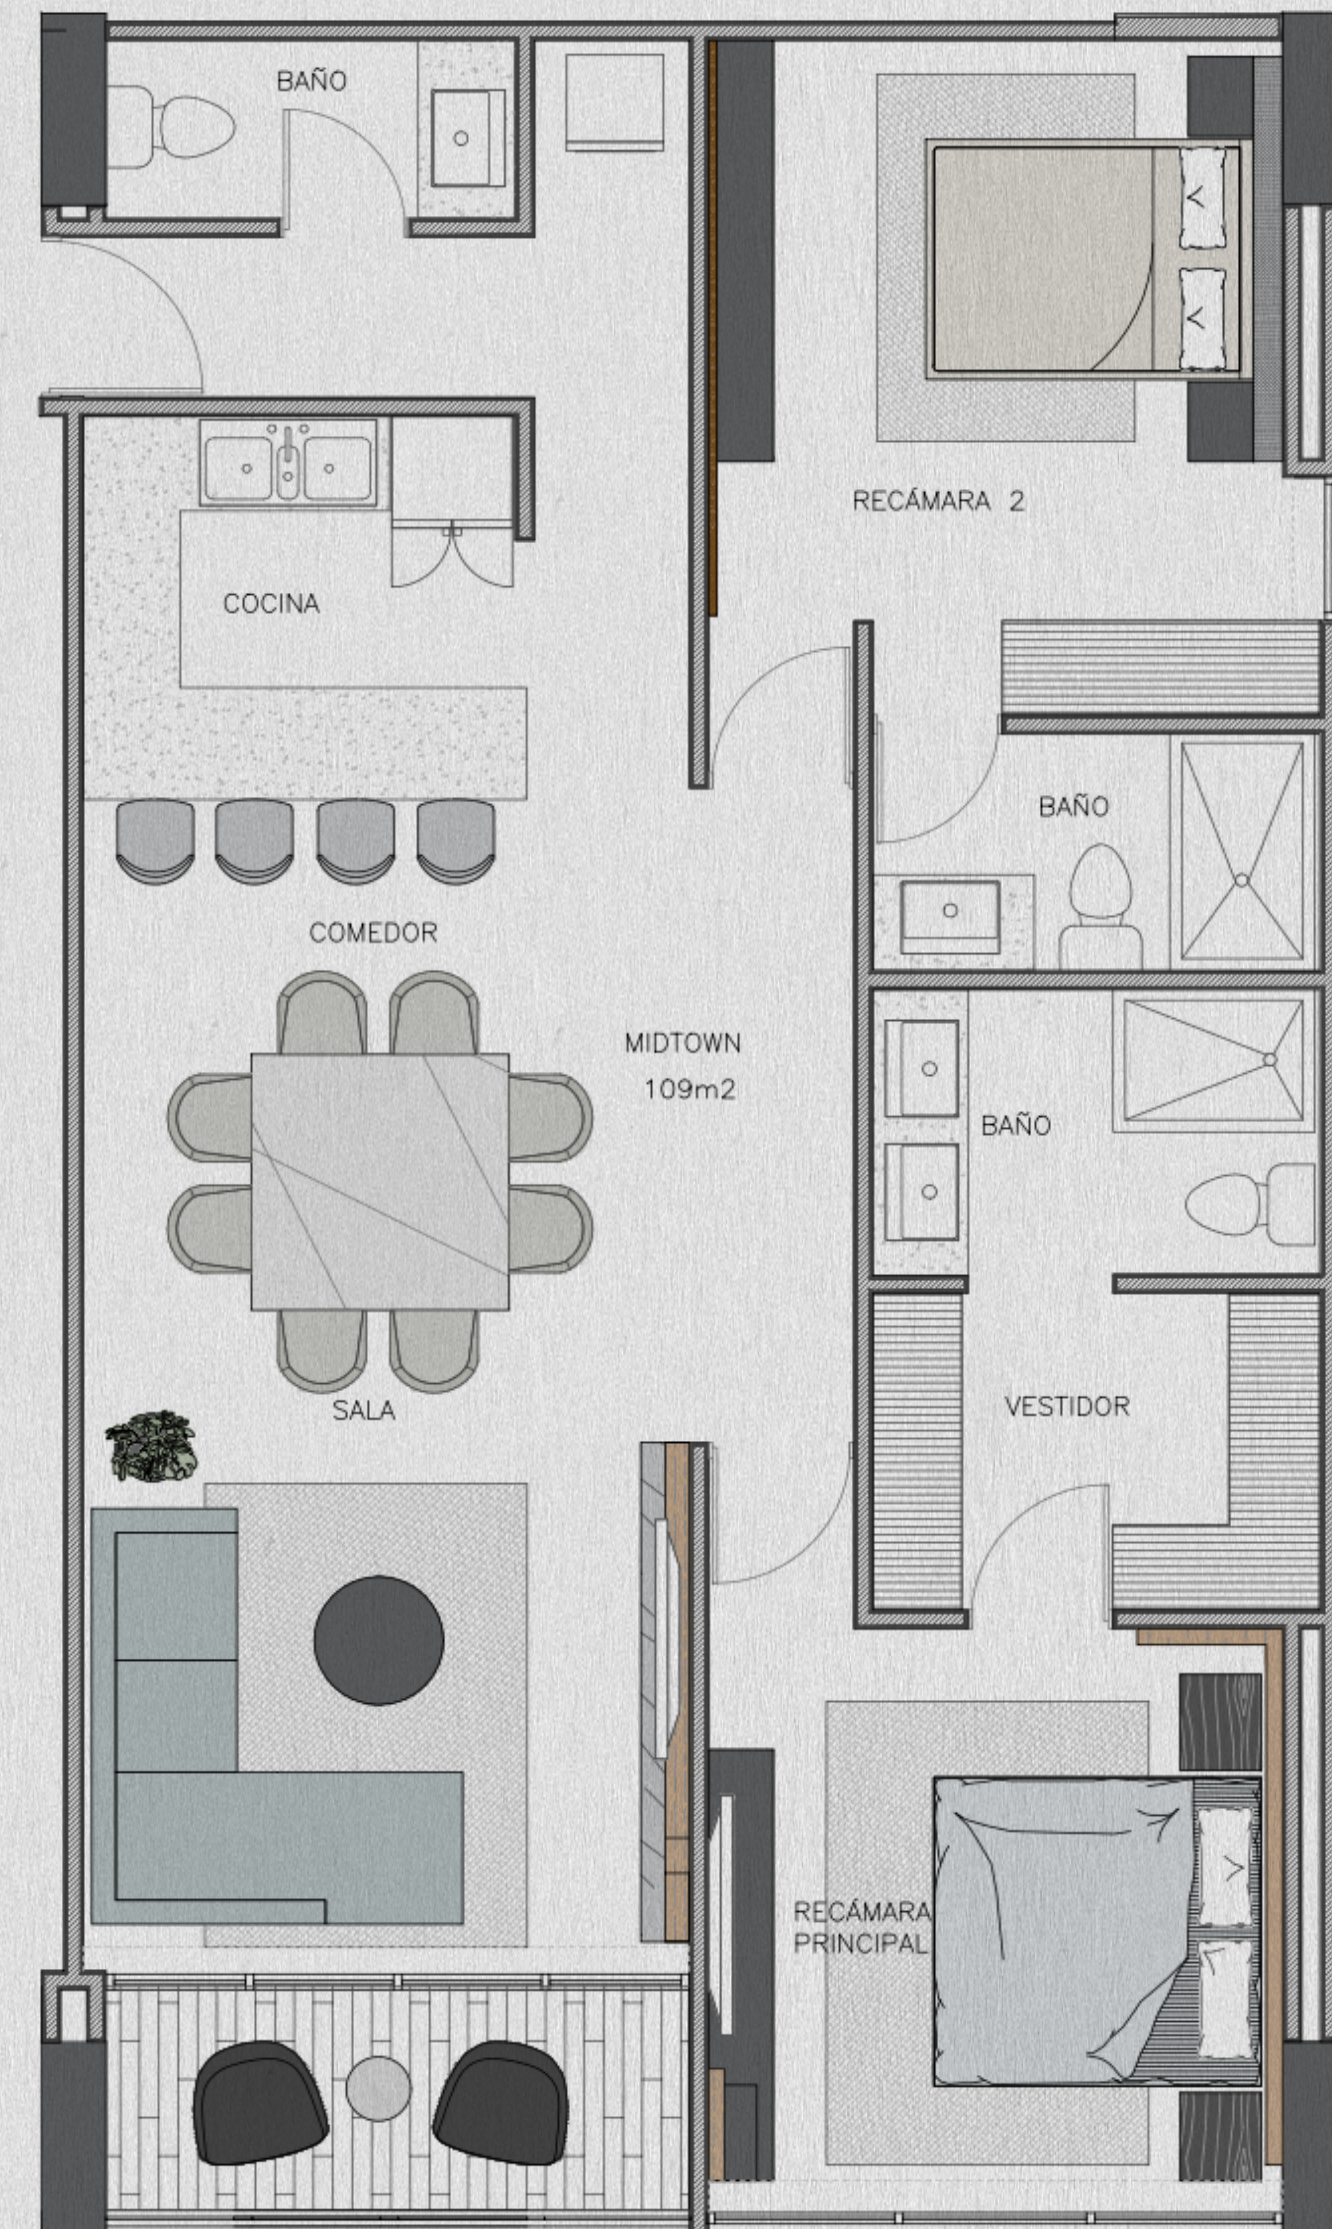 BAÑO
RECÁMARA 2
COCINA
BAÑO
COMEDOR
MIDTOWN
109m2
BAÑO
SALA
VESTIDOR
RECÁMARA
PRINCIPAL